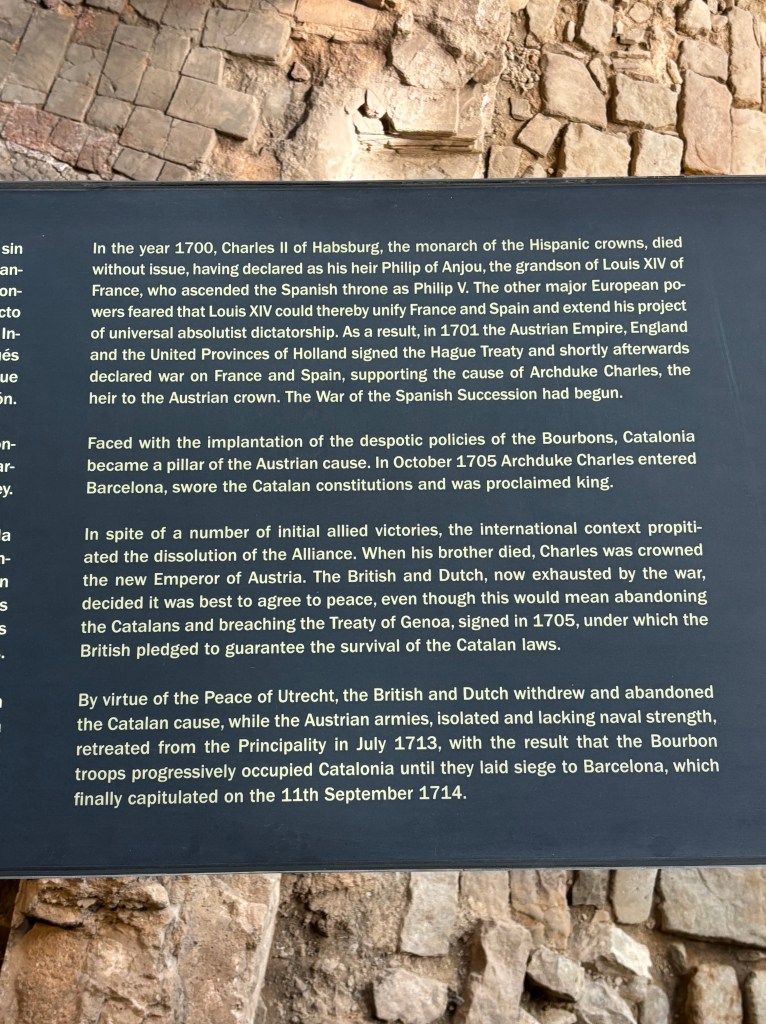 sin
an-
on-
cto
In-
ués
ue
ón.
on-
ar-
ey.
la
n-
n
s
s
.
In the year 1700, Charles II of Habsburg, the monarch of the Hispanic crowns, died
without issue, having declared as his heir Philip of Anjou, the grandson of Louis XIV of
France, who ascended the Spanish throne as Philip V. The other major European po-
wers feared that Louis XIV could thereby unify France and Spain and extend his project
of universal absolutist dictatorship. As a result, in 1701 the Austrian Empire, England
and the United Provinces of Holland signed the Hague Treaty and shortly afterwards
declared war on France and Spain, supporting the cause of Archduke Charles, the
heir to the Austrian crown. The War of the Spanish Succession had begun.
Faced with the implantation of the despotic policies of the Bourbons, Catalonia
became a pillar of the Austrian cause. In October 1705 Archduke Charles entered
Barcelona, swore the Catalan constitutions and was proclaimed king.
In spite of a number of initial allied victories, the international context propiti-
ated the dissolution of the Alliance. When his brother died, Charles was crowned
the new Emperor of Austria. The British and Dutch, now exhausted by the war,
decided it was best to agree to peace, even though this would mean abandoning
the Catalans and breaching the Treaty of Genoa, signed in 1705, under which the
British pledged to guarantee the survival of the Catalan laws.
By virtue of the Peace of Utrecht, the British and Dutch withdrew and abandoned
the Catalan cause, while the Austrian armies, isolated and lacking naval strength,
retreated from the Principality in July 1713, with the result that the Bourbon
troops progressively occupied Catalonia until they laid siege to Barcelona, which
finally capitulated on the 11th September 1714.